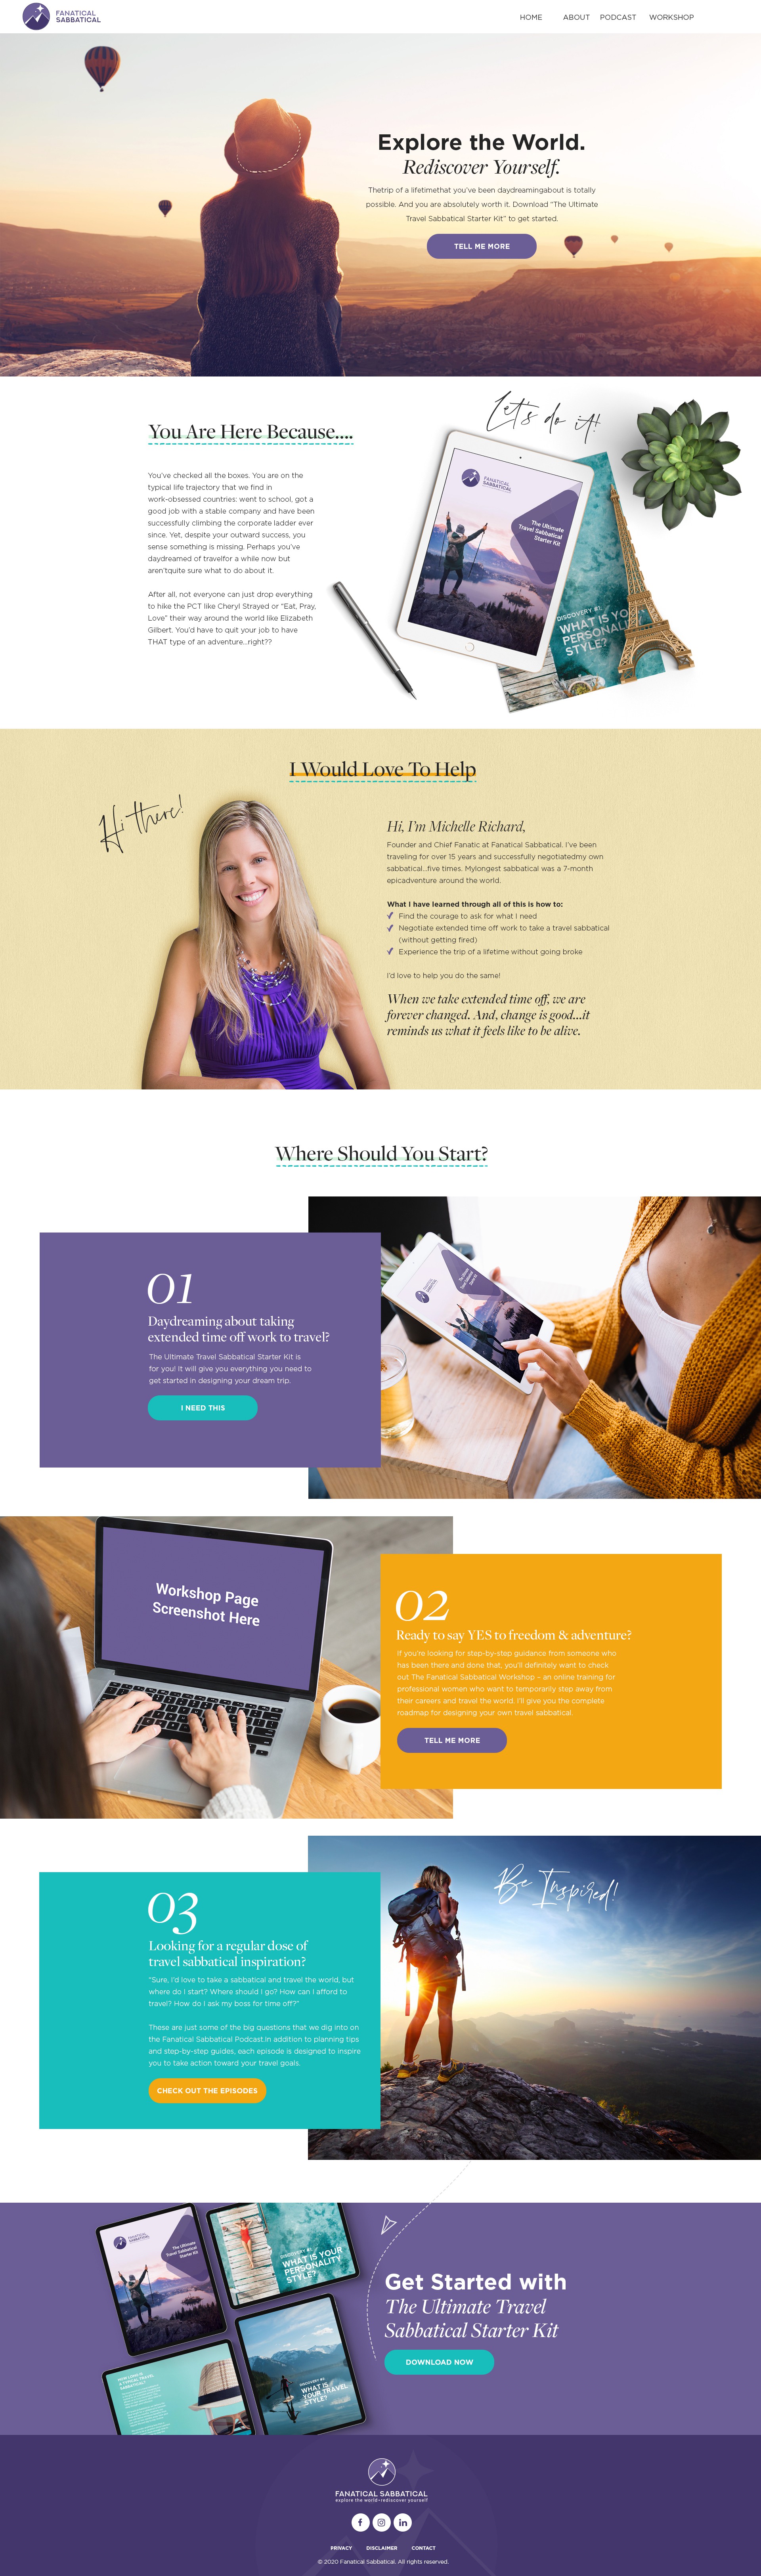 FANATICAL
SABBATICAL
HOME ABOUT PODCAST WORKSHOP
Explore the World.
Rediscover Yourself.
Thetrip of a lifetimethat you've been daydreamingabout is totally
possible. And you are absolutely worth it. Download "The Ultimate
Travel Sabbatical Starter Kit" to get started.
TELL ME MORE
You Are Here Because....
You've checked all the boxes. You are on the
typical life trajectory that we find in
work-obsessed countries: went to school, got a
good job with a stable company and have been
successfully climbing the corporate ladder ever
since. Yet, despite your outward success, you
sense something is missing. Perhaps you've
daydreamed of travelfor a while now but
aren'tquite sure what to do about it.
After all, not everyone can just drop everything
to hike the PCT like Cheryl Strayed or "Eat, Pray,
Love" their way around the world like Elizabeth
Gilbert. You'd have to quit your job to have
THAT type of an adventure...right??
Let's do it!
FANATICAL
SABBATICAL
The Ultimate
Travel Sabbatical
Starter Kit
DISCOVERY #1:
WHAT IS YO
PERSONALI
STYLE?
I Would Love To Help
Hi there!
Hi, I'm Michelle Richard,
Founder and Chief Fanatic at Fanatical Sabbatical. I've been
traveling for over 15 years and successfully negotiatedmy own
sabbatical...five times. Mylongest sabbatical was a 7-month
epicadventure around the world.
What I have learned through all of this is how to:
Find the courage to ask for what I need
Negotiate extended time off work to take a travel sabbatical
(without getting fired)
Experience the trip of a lifetime without going broke
I'd love to help you do the same!
When we take extended time off, we are
forever changed. And, change is good...it
reminds us what it feels like to be alive.
Where Should You Start?
01
Daydreaming about taking
extended time off work to travel?
The Ultimate Travel Sabbatical Starter Kit is
for you! It will give you everything you need to
get started in designing your dream trip.
I NEED THIS
FANATICAL
SABBATICAL
The Ultimate
Travel Sabbatical
Starter Kit
Workshop Page
Screenshot Here
02
Ready to say YES to freedom & adventure?
If you're looking for step-by-step guidance from someone who
has been there and done that, you'll definitely want to check
out The Fanatical Sabbatical Workshop – an online training for
professional women who want to temporarily step away from
their careers and travel the world. I'll give you the complete
roadmap for designing your own travel sabbatical.
TELL ME MORE
03
Looking for a regular dose of
travel sabbatical inspiration?
"Sure, I'd love to take a sabbatical and travel the world, but
where do I start? Where should I go? How can I afford to
travel? How do I ask my boss for time off?"
These are just some of the big questions that we dig into on
the Fanatical Sabbatical Podcast.In addition to planning tips
and step-by-step guides, each episode is designed to inspire
you to take action toward your travel goals.
CHECK OUT THE EPISODES
Be Inspired!
FANATICAL
SABBATICAL
The Ultimate
Travel Sabbatical
Starter Kit
DISCOVERY #1:
WHAT IS YOUR
PERSONALITY
STYLE?
DISCOVERY #2:
WHAT IS
YOUR TRAVEL
STYLE?
Get Started with
The Ultimate Travel
Sabbatical Starter Kit
DOWNLOAD NOW
FANATICAL SABBATICAL
explore the world • rediscover yourself
PRIVACY DISCLAIMER CONTACT
© 2020 Fanatical Sabbatical. All rights reserved.